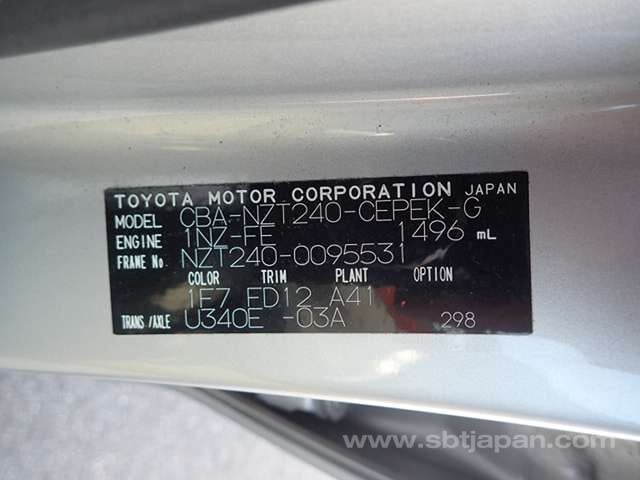 TOYOTA MOTOR CORPORATION JAPAN
MODEL CBA-NZT240-CEPEK-G
ENGINE 1NZ-FE 1496 mL
FRAME No NZT240-0095531
COLOR TRIM PLANT OPTION
1F7 FD12 A41
TRANS/AXLE U340E -03A 298
www.sbtjapan.com